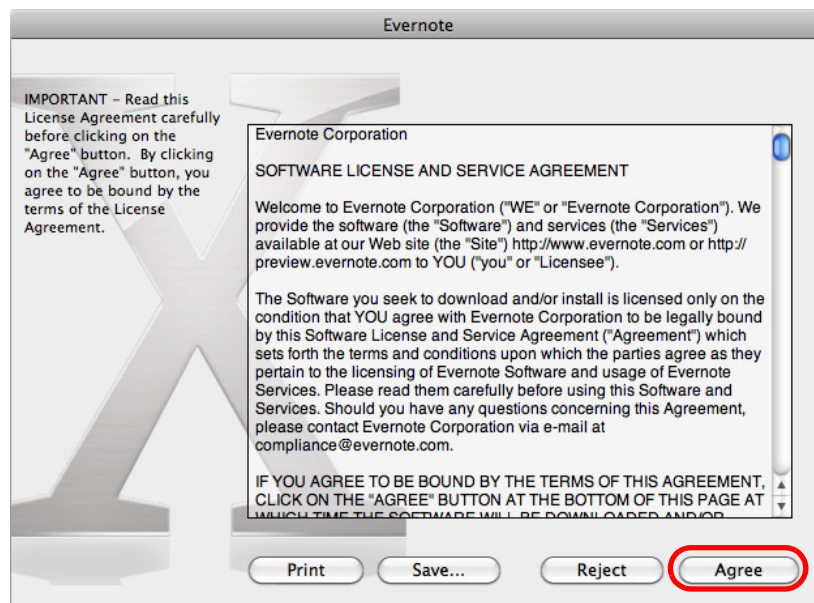 Evernote
IMPORTANT – Read this
License Agreement carefully
before clicking on the
"Agree" button.  By clicking
on the "Agree" button, you
agree to be bound by the
terms of the License
Agreement.
Evernote Corporation
SOFTWARE LICENSE AND SERVICE AGREEMENT
Welcome to Evernote Corporation ("WE" or "Evernote Corporation"). We
provide the software (the "Software") and services (the "Services")
available at our Web site (the "Site") http://www.evernote.com or http://
preview.evernote.com to YOU ("you" or "Licensee").
The Software you seek to download and/or install is licensed only on the
condition that YOU agree with Evernote Corporation to be legally bound
by this Software License and Service Agreement ("Agreement") which
sets forth the terms and conditions upon which the parties agree as they
pertain to the licensing of Evernote Software and usage of Evernote
Services. Please read them carefully before using this Software and
Services. Should you have any questions concerning this Agreement,
please contact Evernote Corporation via e-mail at
compliance@evernote.com.
IF YOU AGREE TO BE BOUND BY THE TERMS OF THIS AGREEMENT,
CLICK ON THE "AGREE" BUTTON AT THE BOTTOM OF THIS PAGE AT
WHICH TIME THE SOFTWARE WILL BE DOWNLOADED AND/OR
Print
Save...
Reject
Agree